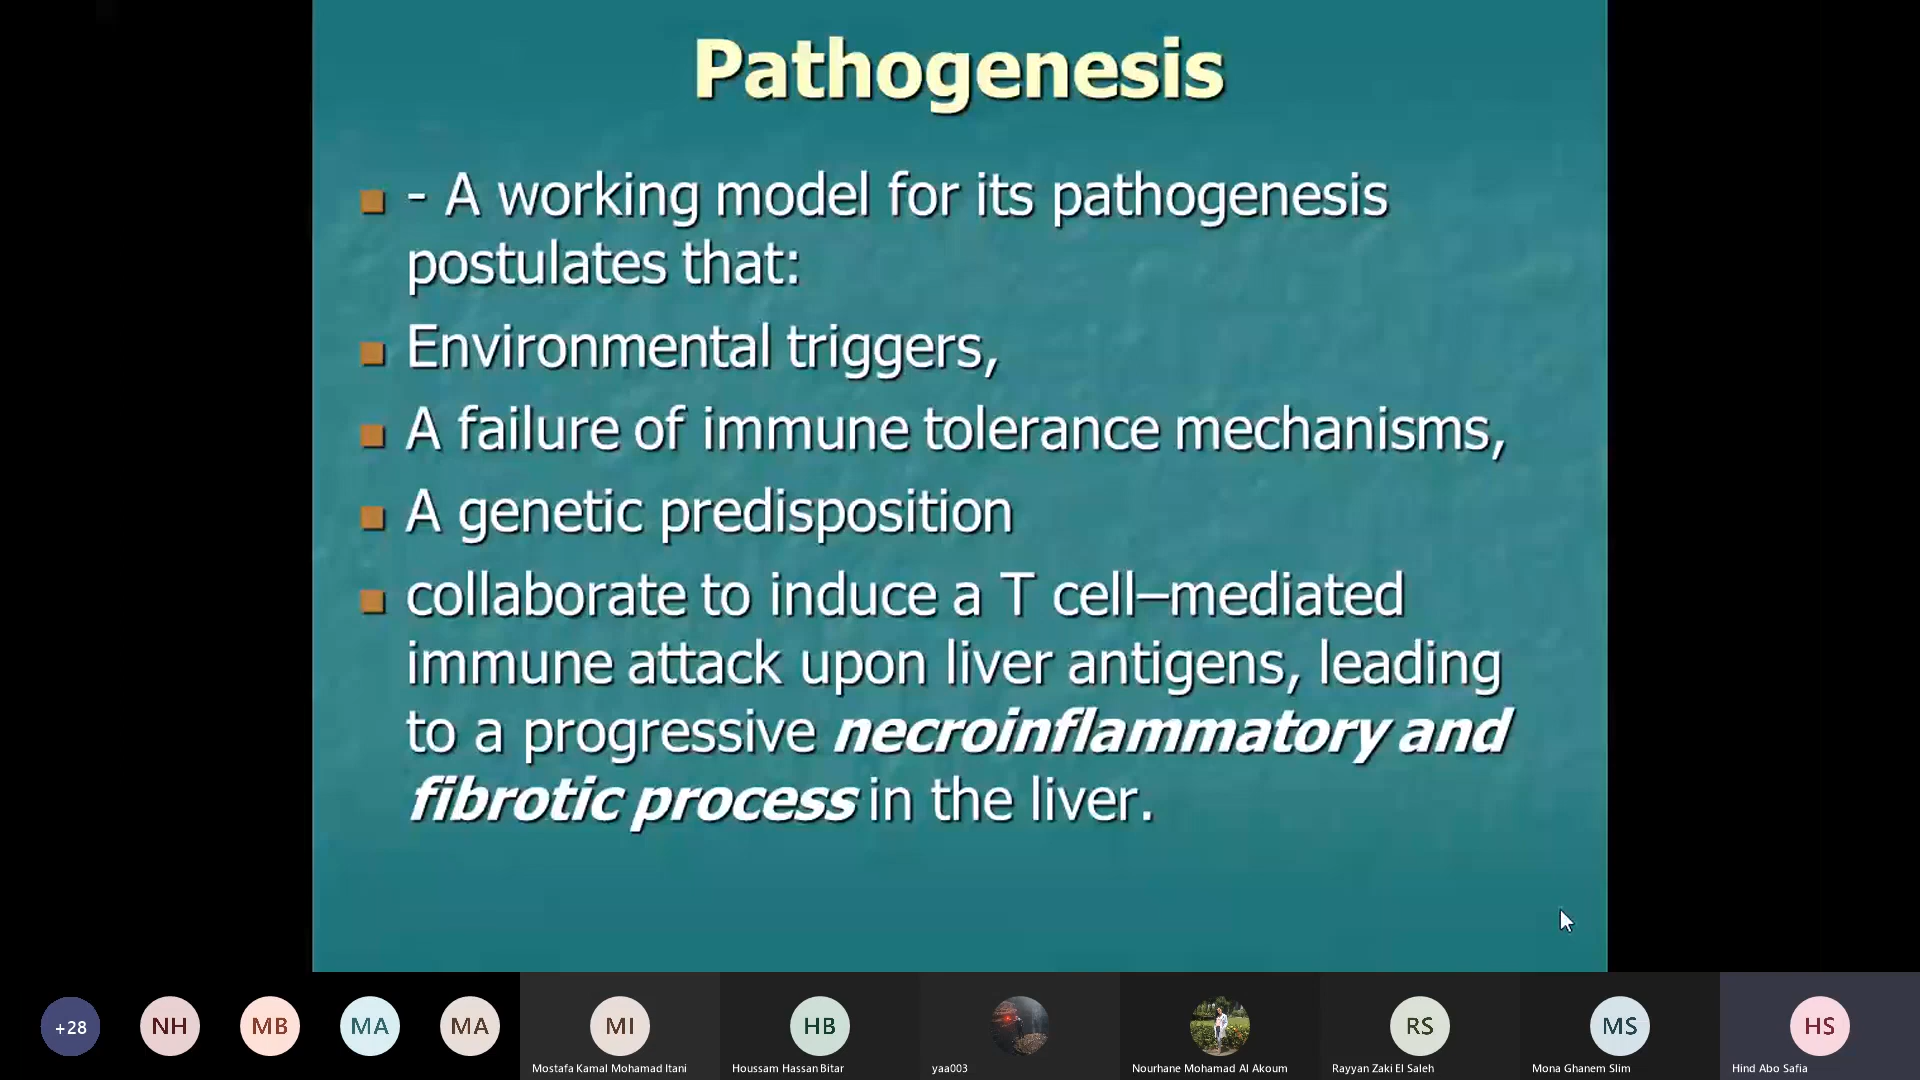 Pathogenesis
- A working model for its pathogenesis
postulates that:
Environmental triggers,
A failure of immune tolerance mechanisms,
A genetic predisposition
collaborate to induce a T cell–mediated
immune attack upon liver antigens, leading
to a progressive necroinflammatory and
fibrotic process in the liver.
+28
NH
MB
MA
MA
MI
HB
RS
MS
HS
Mostafa Kamal Mohamad Itani
Houssam Hassan Bitar
yaa003
Nourhane Mohamad Al Akoum
Rayyan Zaki El Saleh
Mona Ghanem Slim
Hind Abo Safia